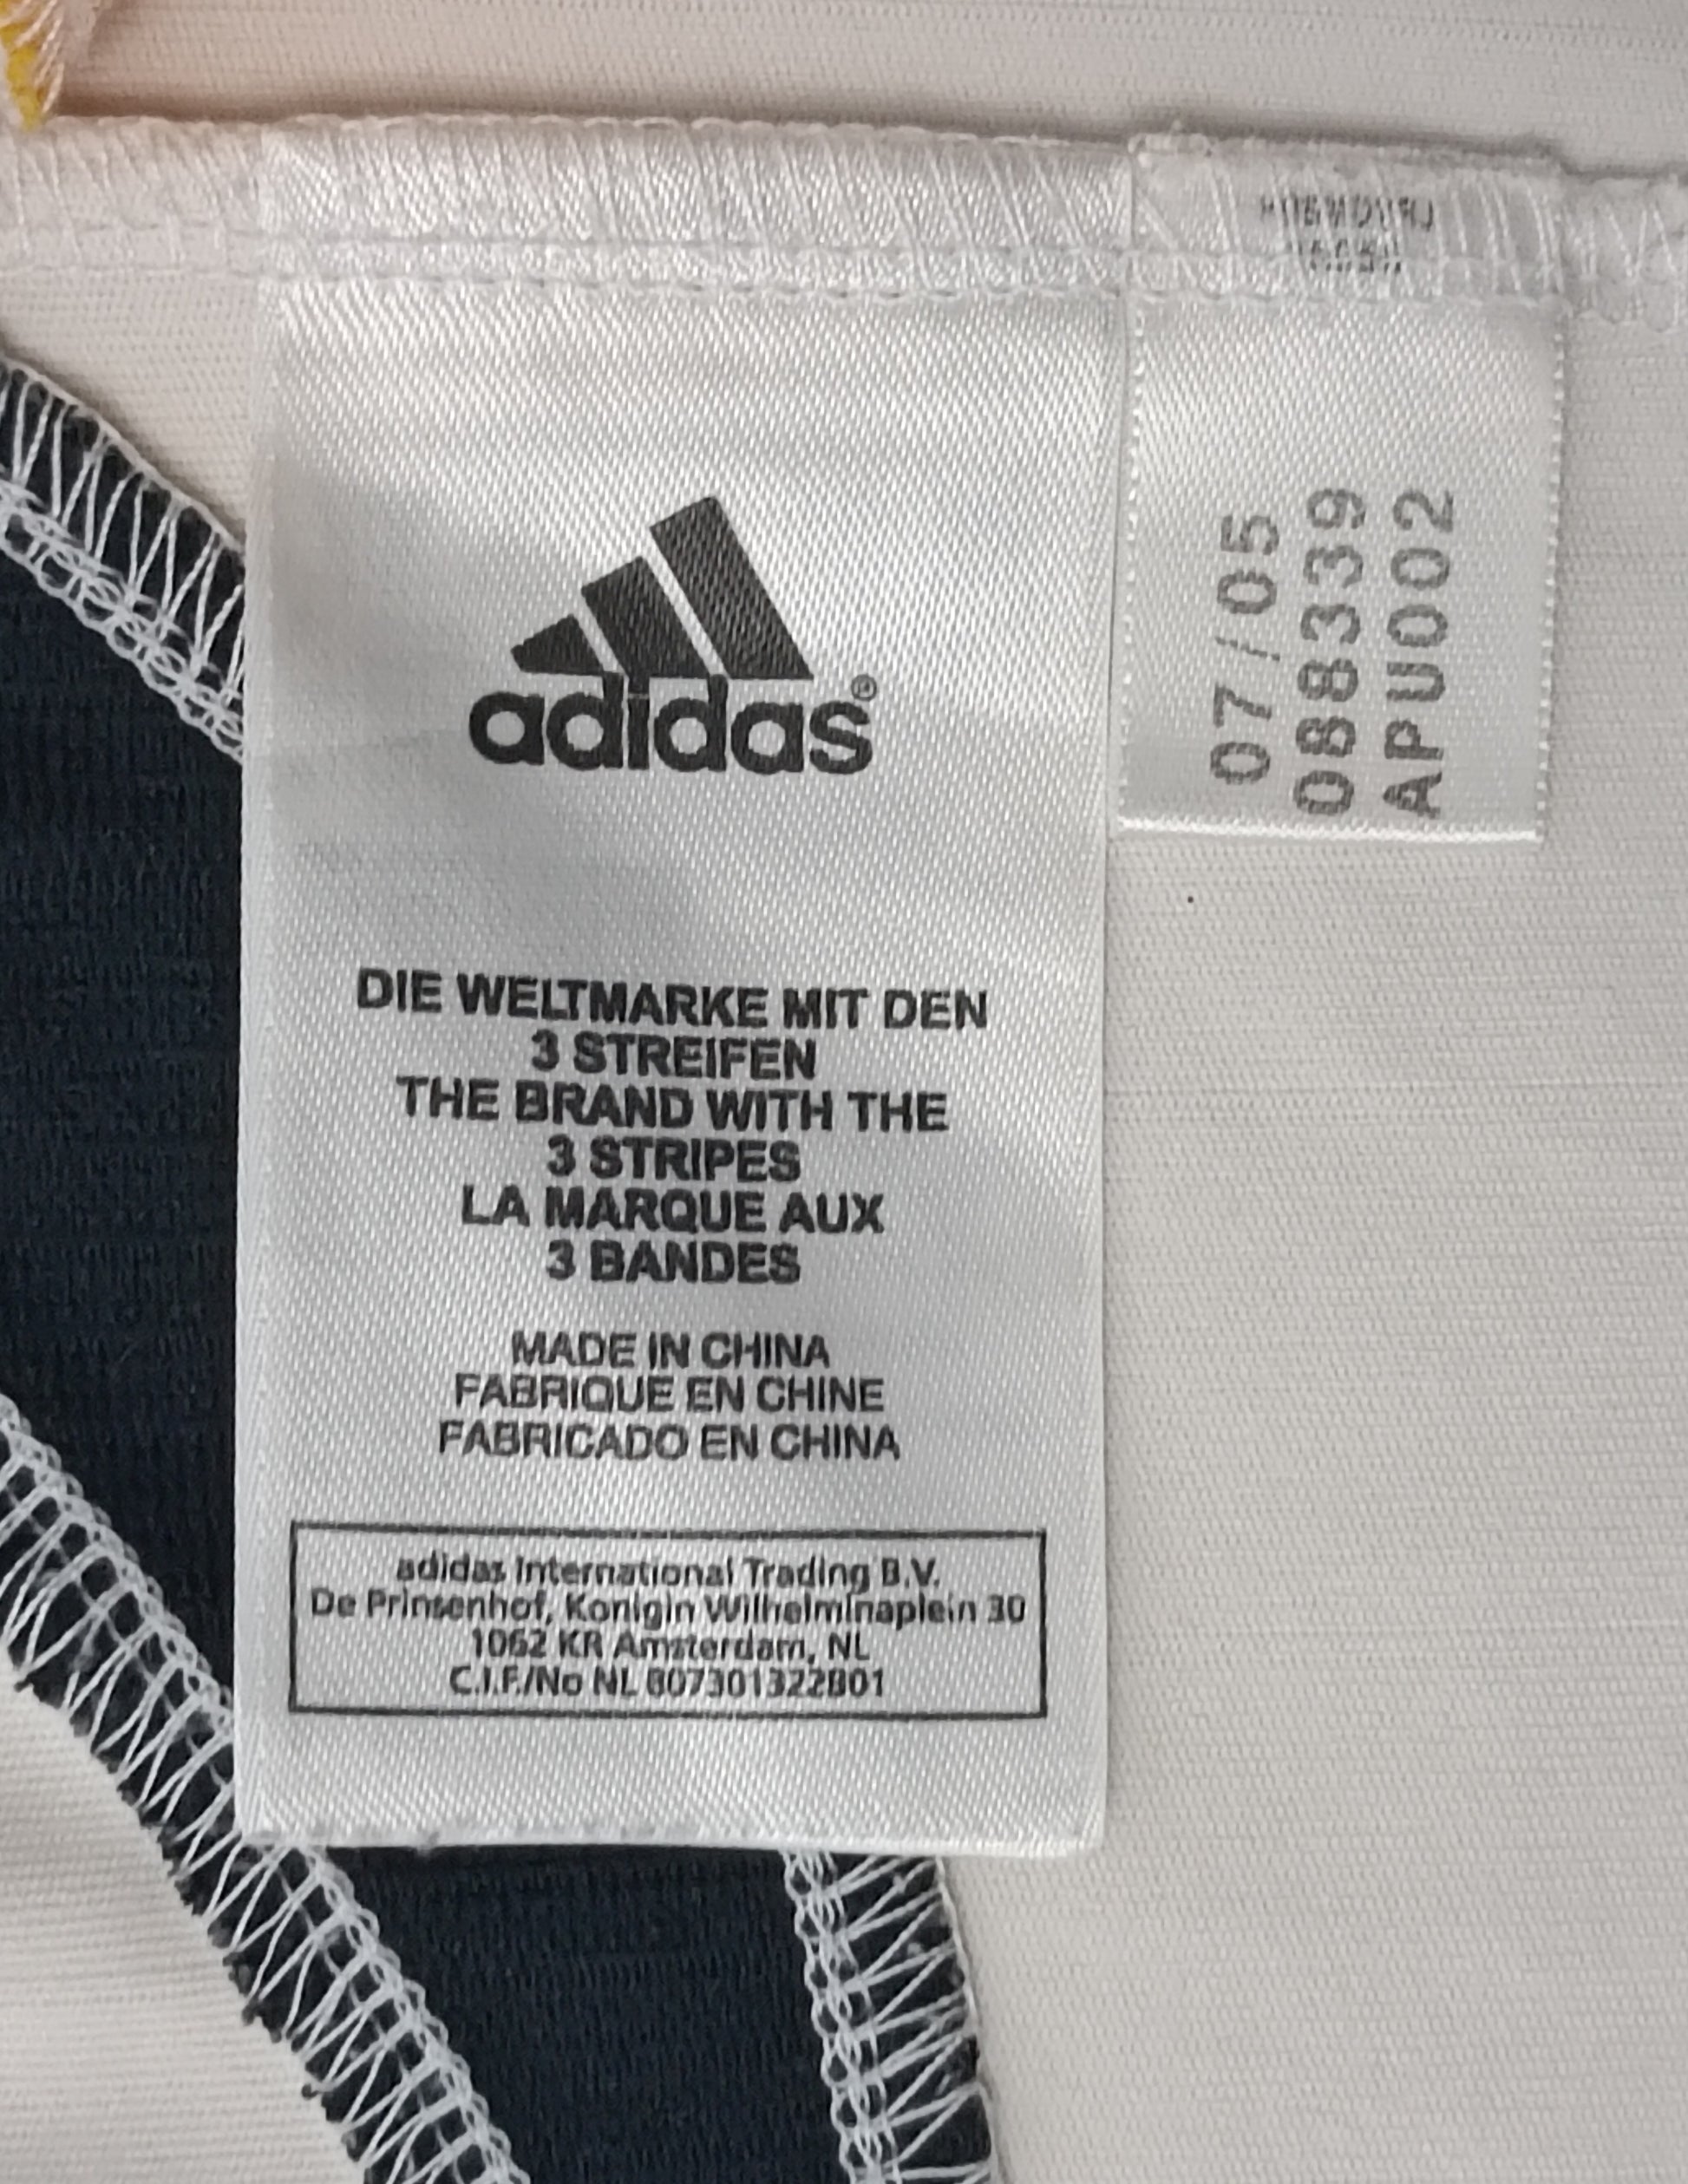 adidas®
DIE WELTMARKE MIT DEN
3 STREIFEN
THE BRAND WITH THE
3 STRIPES
LA MARQUE AUX
3 BANDES
MADE IN CHINA
FABRIQUE EN CHINE
FABRICADO EN CHINA
adidas International Trading B.V.
De Prinsenhof, Konigin Wilhelminaplein 30
1062 KR Amsterdam, NL
C.I.F./No NL 807301322B01
07/05
088339
APU002